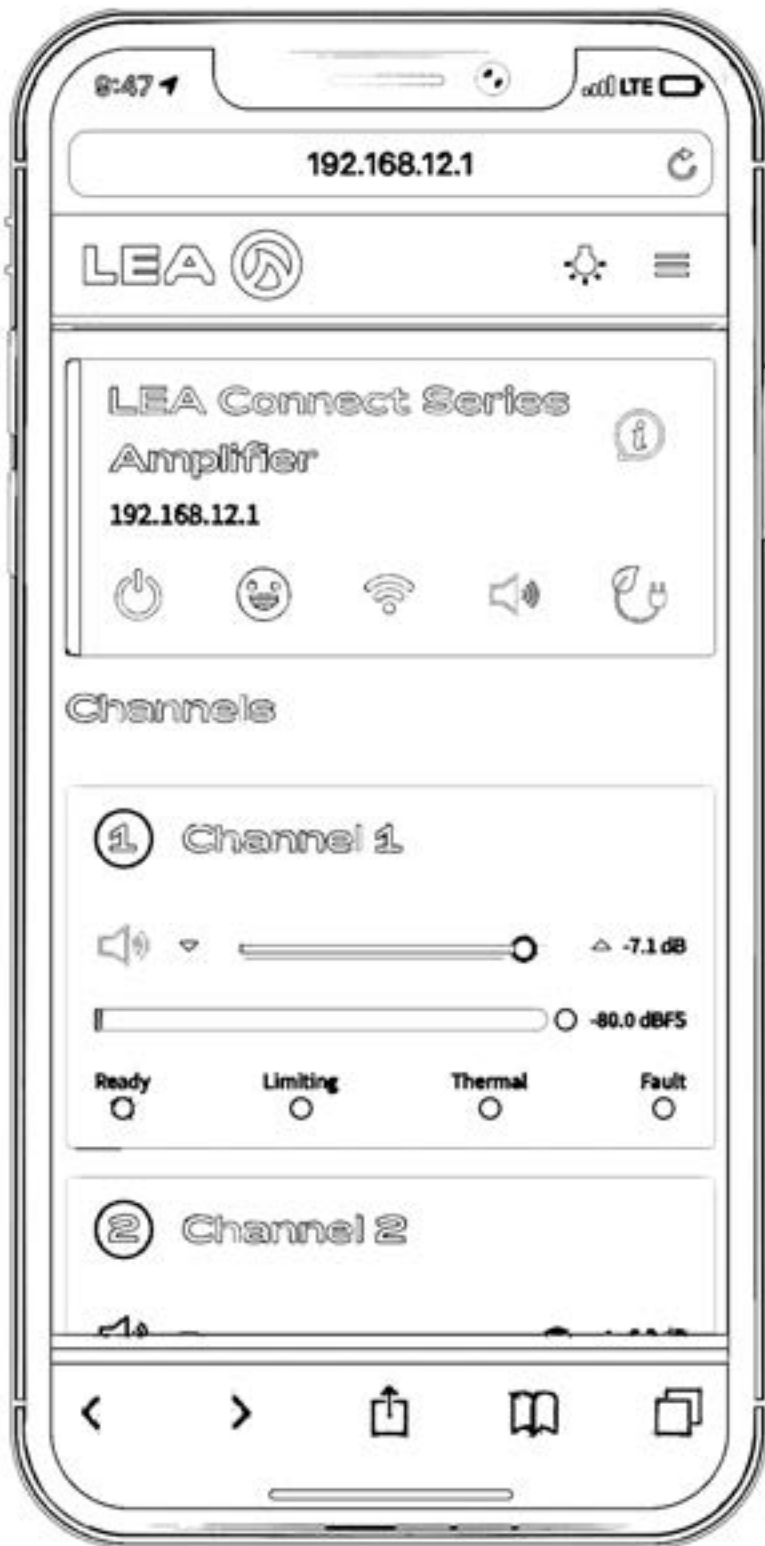 9:47 LTE
192.168.12.1
LEA
LEA Connect Series
Amplifier
192.168.12.1
Channels
1 Channel 1
-7.1 dB
-80.0 dBFS
Ready Limiting Thermal Fault
2 Channel 2